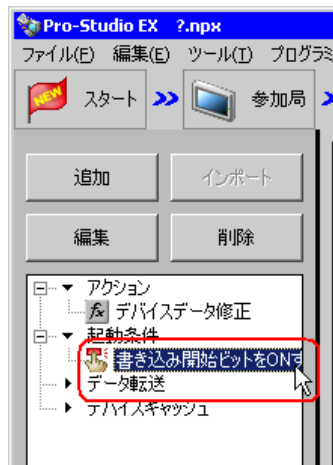 Pro-Studio EX ?.npx
ファイル(F) 編集(E) ツール(T) プログラミ
NEW スタート 参加局
追加 インポート
編集 削除
アクション
fx デバイスデータ修正
起動条件
書き込み開始ビットをONす
データ転送
デバイスキャッシュ